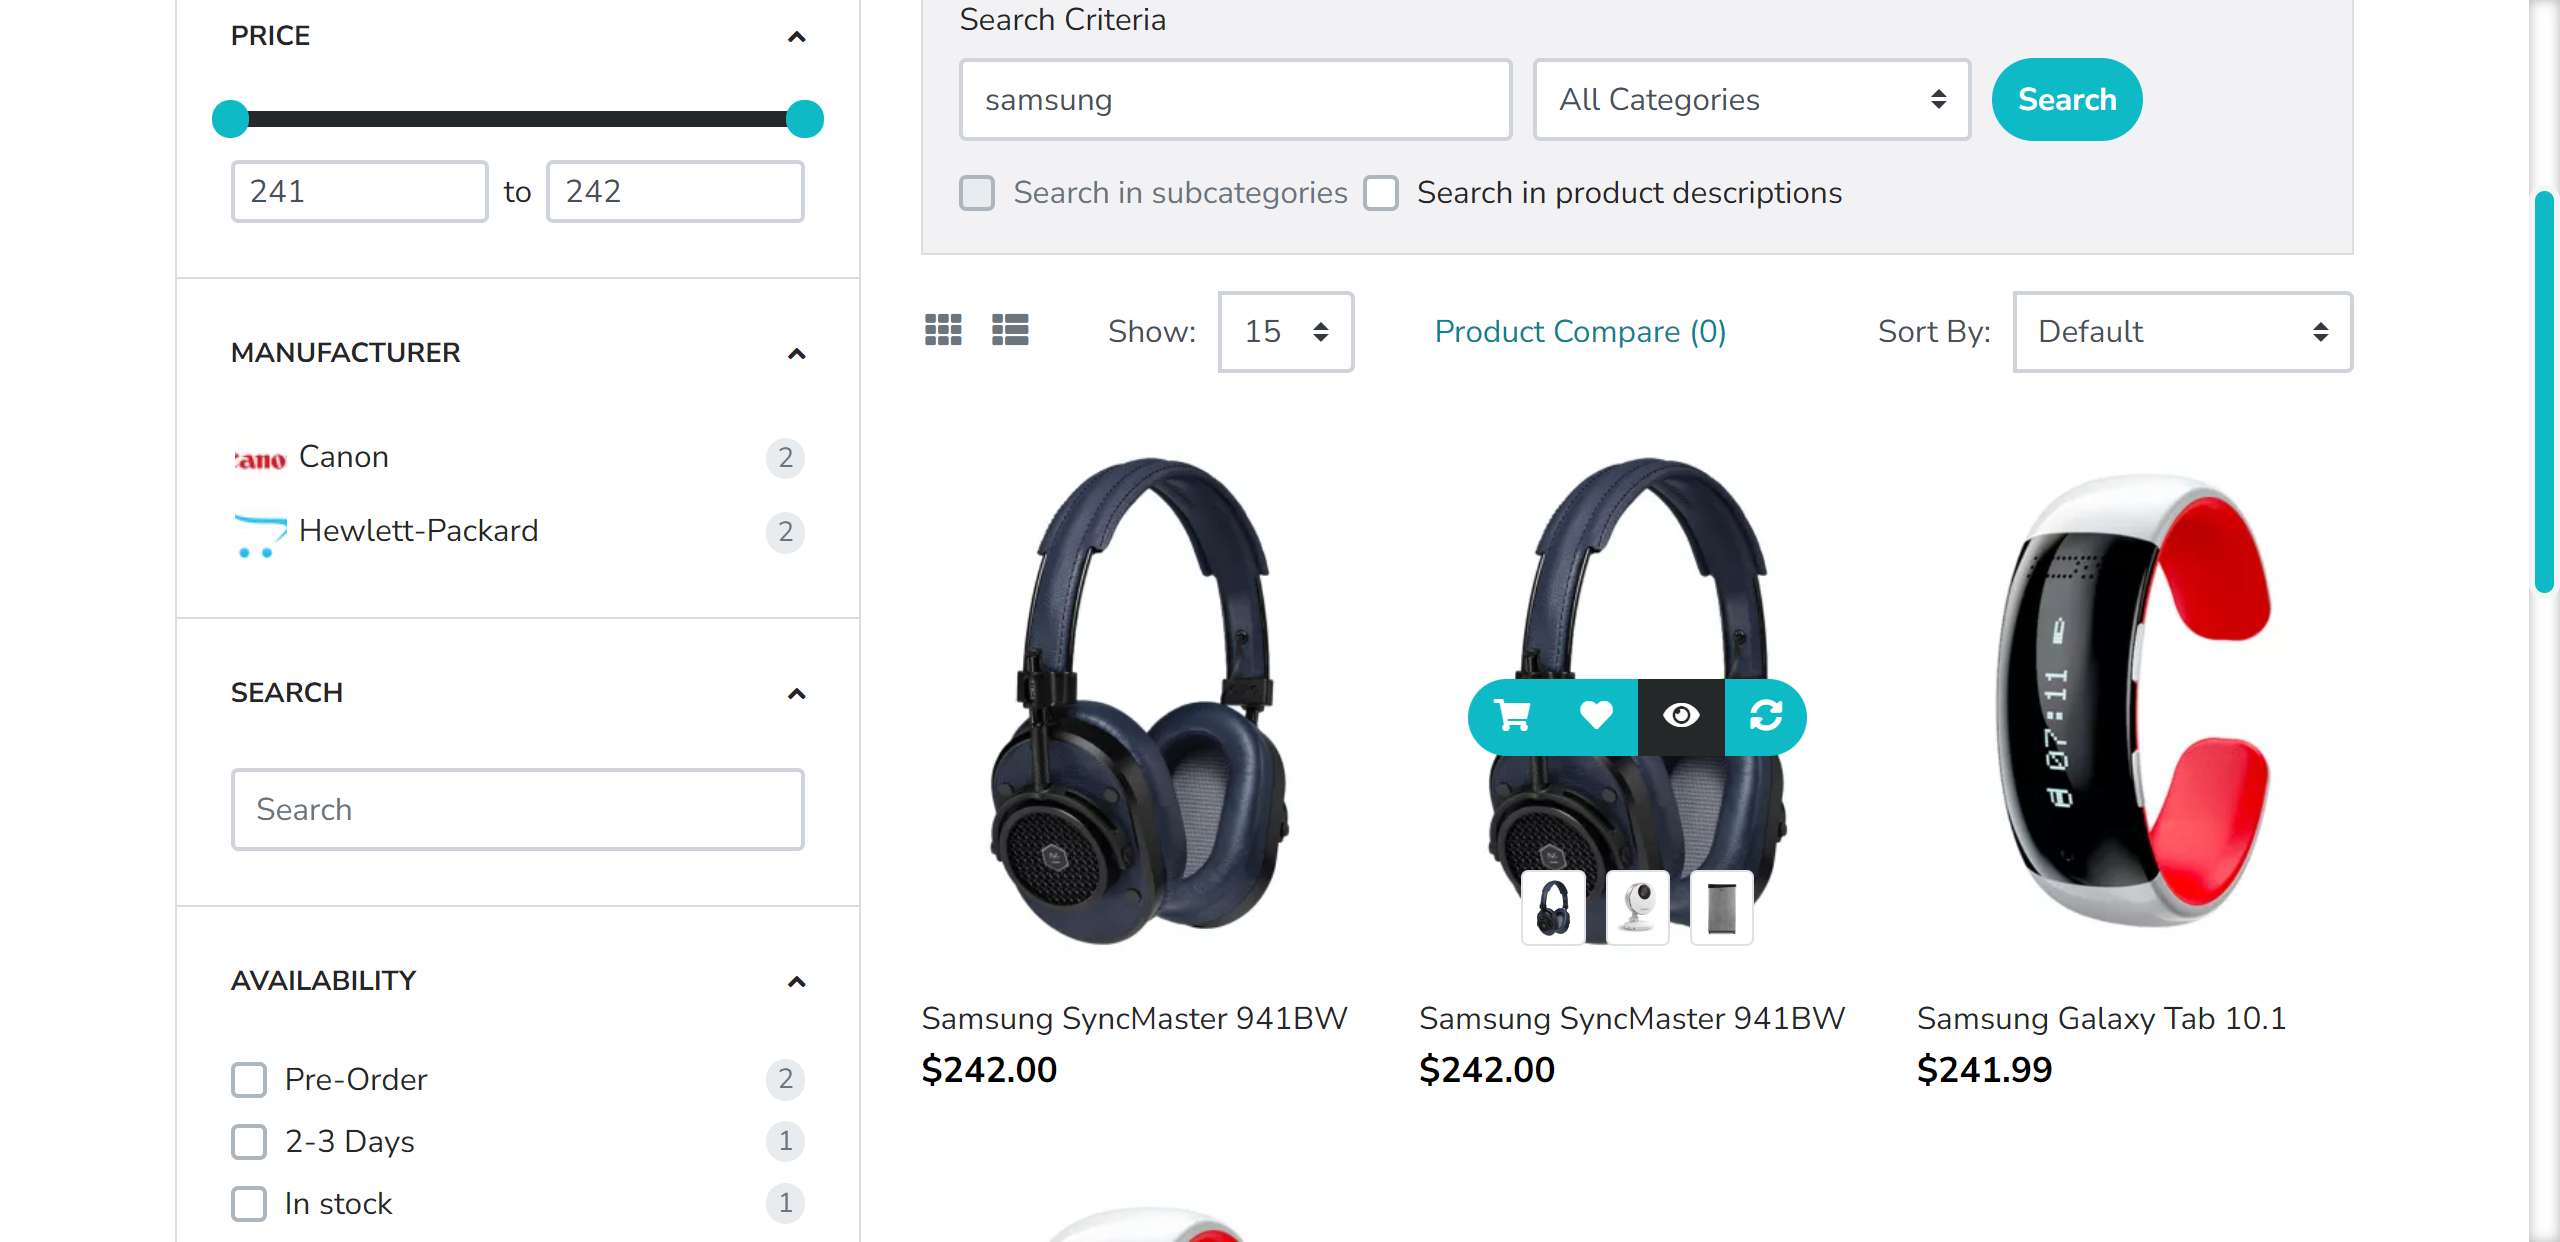 PRICE
241 to 242
MANUFACTURER
Canon 2
Hewlett-Packard 2
SEARCH
Search
AVAILABILITY
Pre-Order 2
2-3 Days 1
In stock 1
Search Criteria
samsung All Categories Search
Search in subcategories Search in product descriptions
Show: 15 Product Compare (0) Sort By: Default
07:11
Samsung SyncMaster 941BW
$242.00
Samsung SyncMaster 941BW
$242.00
Samsung Galaxy Tab 10.1
$241.99